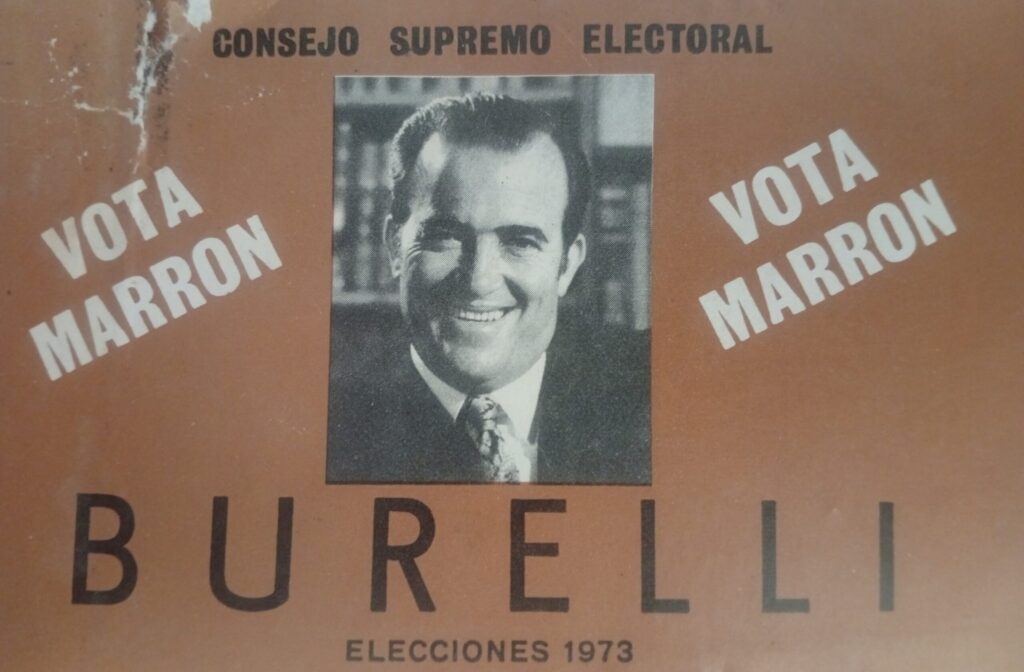 CONSEJO SUPREMO ELECTORAL
VOTA
MARRON
VOTA
MARRON
BURELLI
ELECCIONES 1973